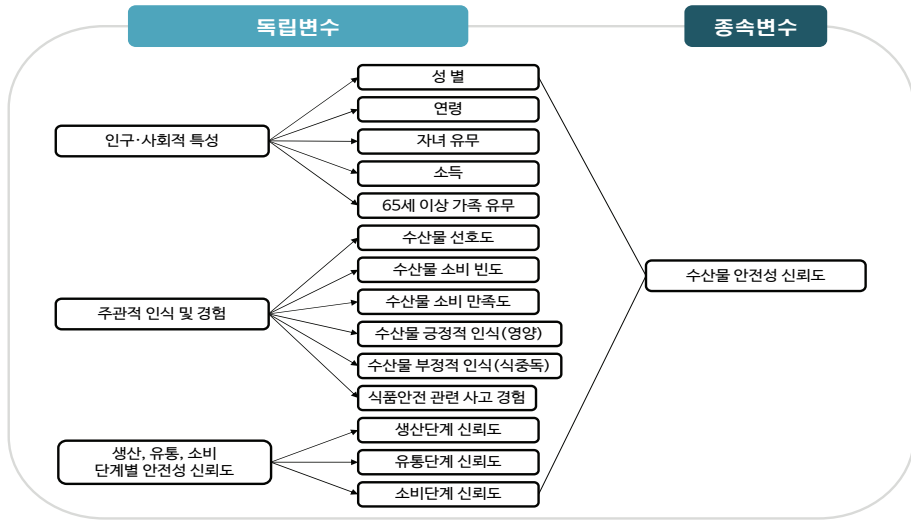 독립변수
종속변수
인구·사회적 특성
성 별
연령
자녀 유무
소득
65세 이상 가족 유무
주관적 인식 및 경험
수산물 선호도
수산물 소비 빈도
수산물 소비 만족도
수산물 긍정적 인식(영양)
수산물 부정적 인식(식중독)
식품안전 관련 사고 경험
생산, 유통, 소비
단계별 안전성 신뢰도
생산단계 신뢰도
유통단계 신뢰도
소비단계 신뢰도
수산물 안전성 신뢰도